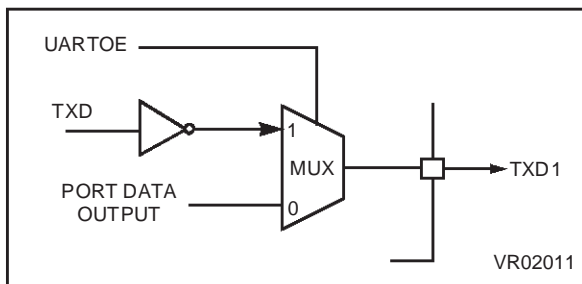 UARTOE
TXD
1
MUX
TXD1
PORT DATA
OUTPUT
0
VR02011